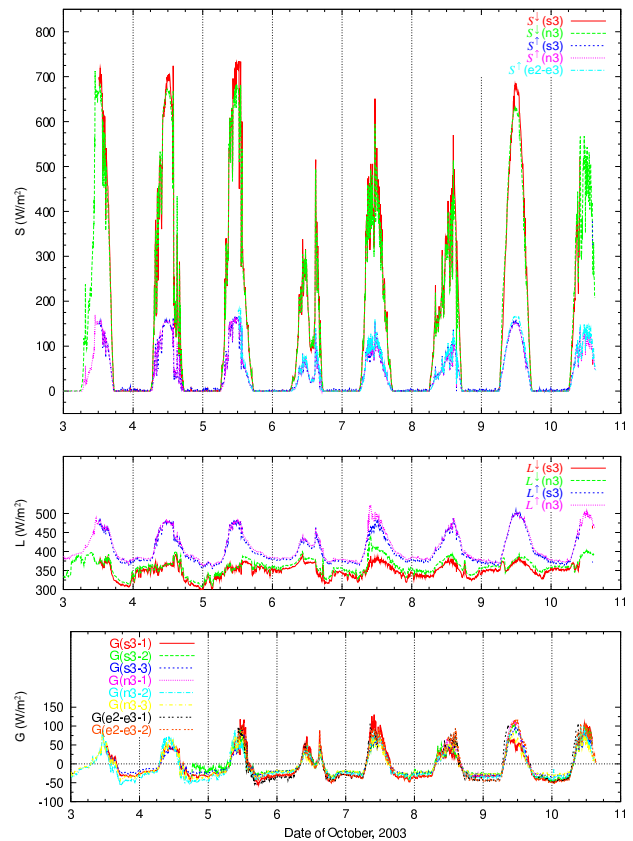 800
700
600
500
400
300
200
100
0
S (W/m²)
S↓(s3)
S↓(n3)
S↑(s3)
S↑(n3)
S↑(e2-e3)
3 4 5 6 7 8 9 10 11
500
450
400
350
300
L (W/m²)
L↓(s3)
L↓(n3)
L↑(s3)
L↑(n3)
3 4 5 6 7 8 9 10 11
G(s3-1)
G(s3-2)
G(s3-3)
G(n3-1)
G(n3-2)
G(n3-3)
G(e2-e3-1)
G(e2-e3-2)
150
100
50
0
-50
-100
G (W/m²)
3 4 5 6 7 8 9 10 11
Date of October, 2003